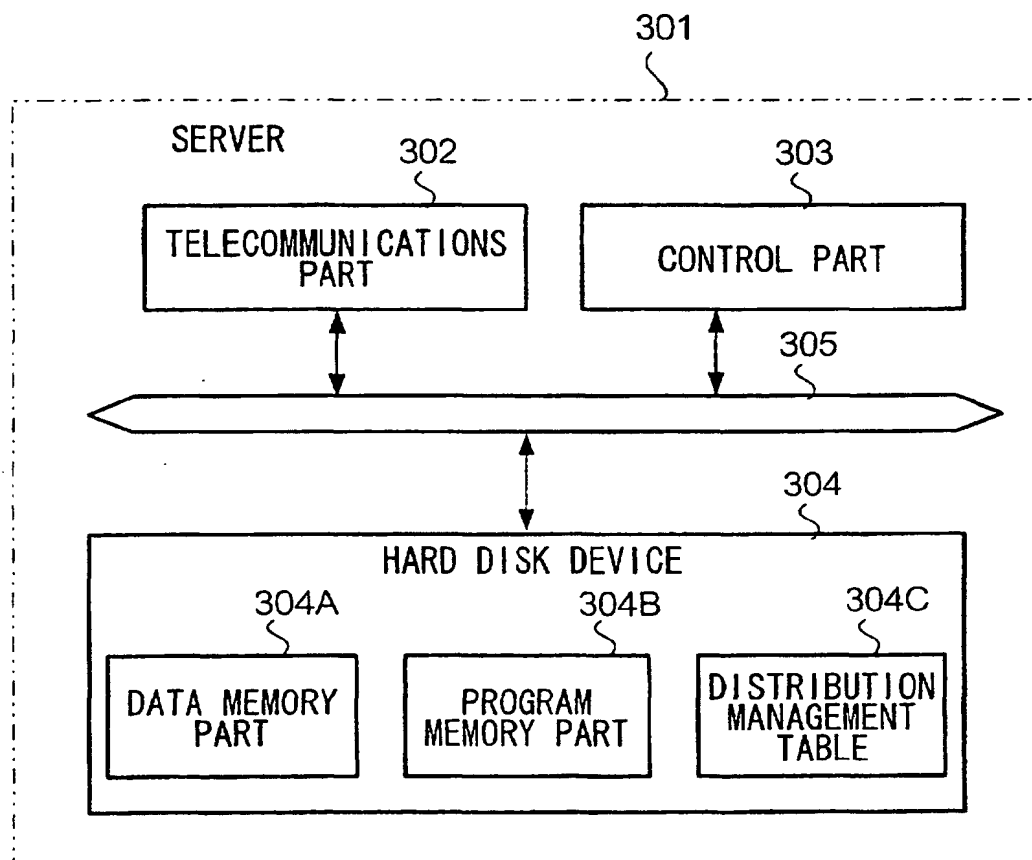 301
SERVER
302
303
TELECOMMUNICATIONS
PART
CONTROL PART
305
304
HARD DISK DEVICE
304A
304B
304C
DATA MEMORY
PART
PROGRAM
MEMORY PART
DISTRIBUTION
MANAGEMENT
TABLE